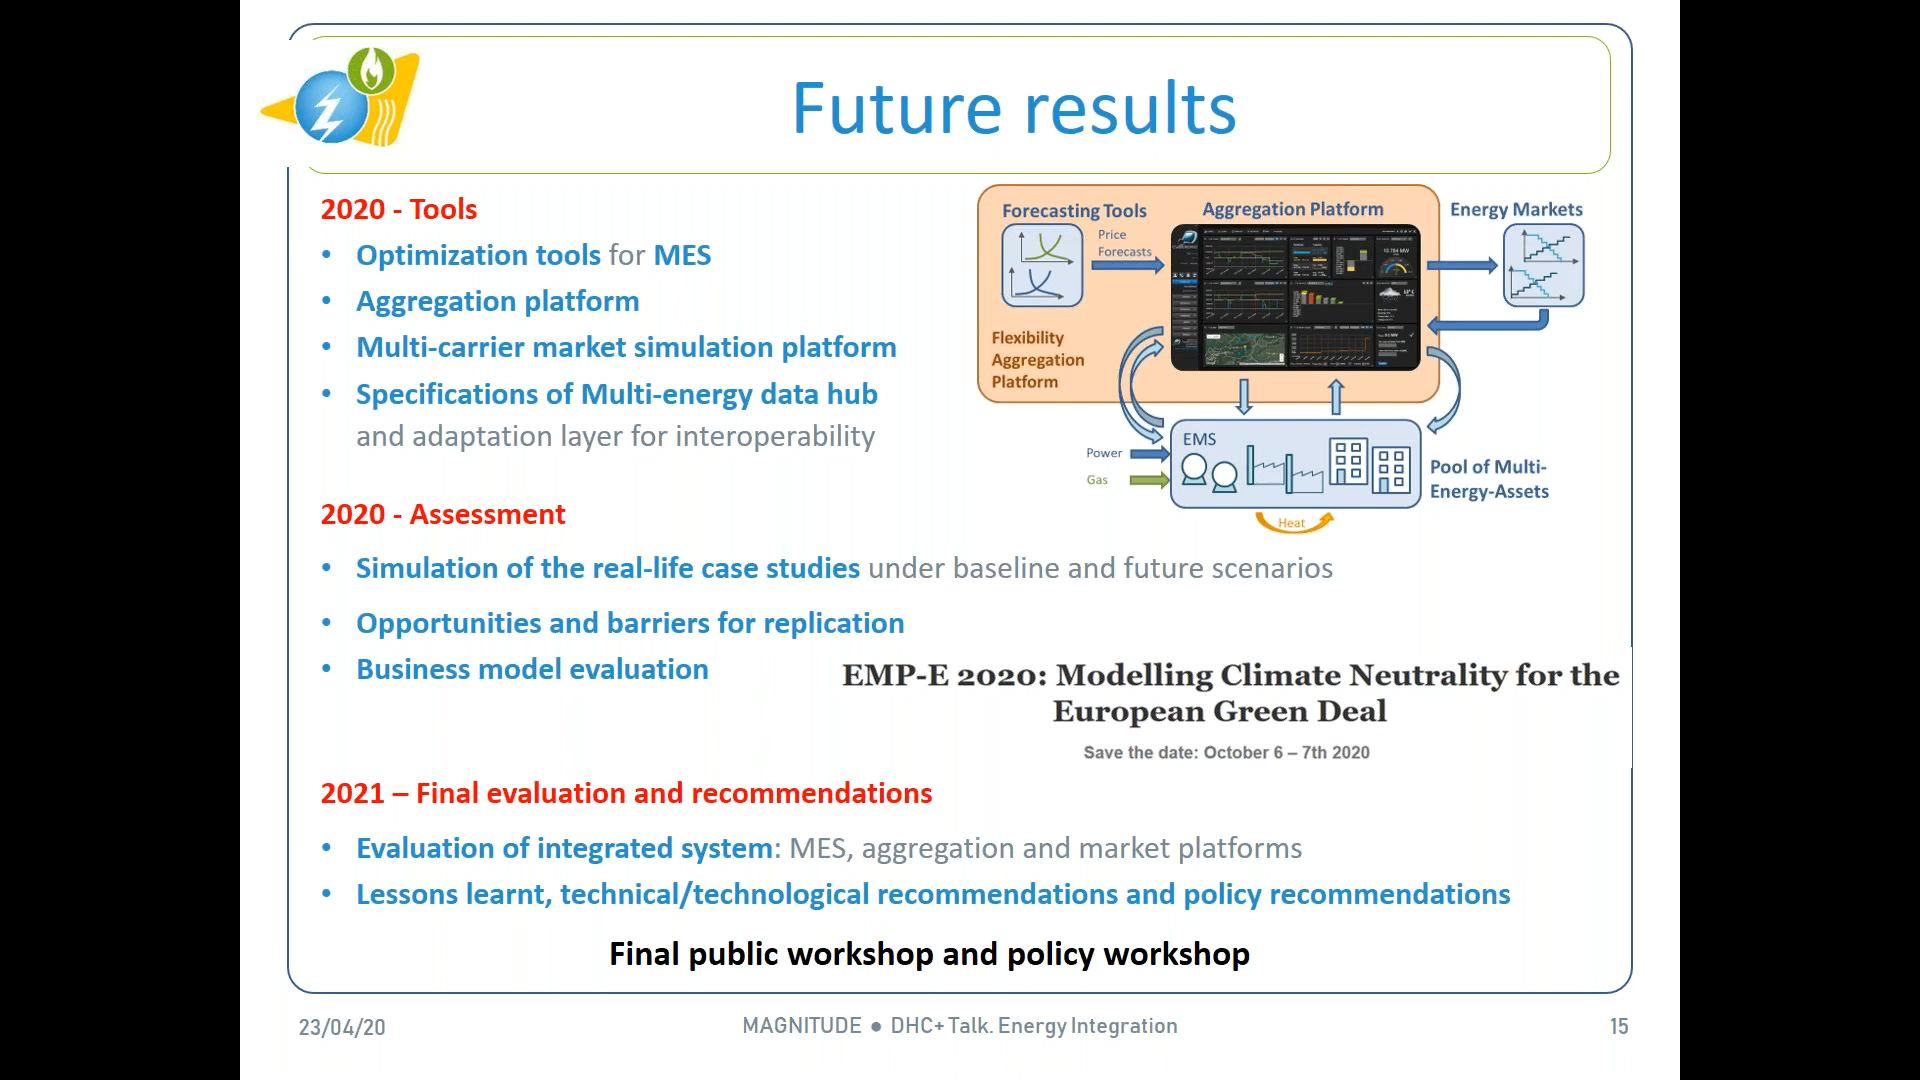 Future results
2020 - Tools
• Optimization tools for MES
• Aggregation platform
• Multi-carrier market simulation platform
• Specifications of Multi-energy data hub
and adaptation layer for interoperability
Forecasting Tools
Price
Forecasts
Aggregation Platform
Energy Markets
Flexibility
Aggregation
Platform
EMS
Power
Gas
Heat
Pool of Multi-
Energy-Assets
2020 - Assessment
• Simulation of the real-life case studies under baseline and future scenarios
• Opportunities and barriers for replication
• Business model evaluation
EMP-E 2020: Modelling Climate Neutrality for the
European Green Deal
Save the date: October 6 – 7th 2020
2021 – Final evaluation and recommendations
• Evaluation of integrated system: MES, aggregation and market platforms
• Lessons learnt, technical/technological recommendations and policy recommendations
Final public workshop and policy workshop
23/04/20
MAGNITUDE ● DHC+ Talk. Energy Integration
15